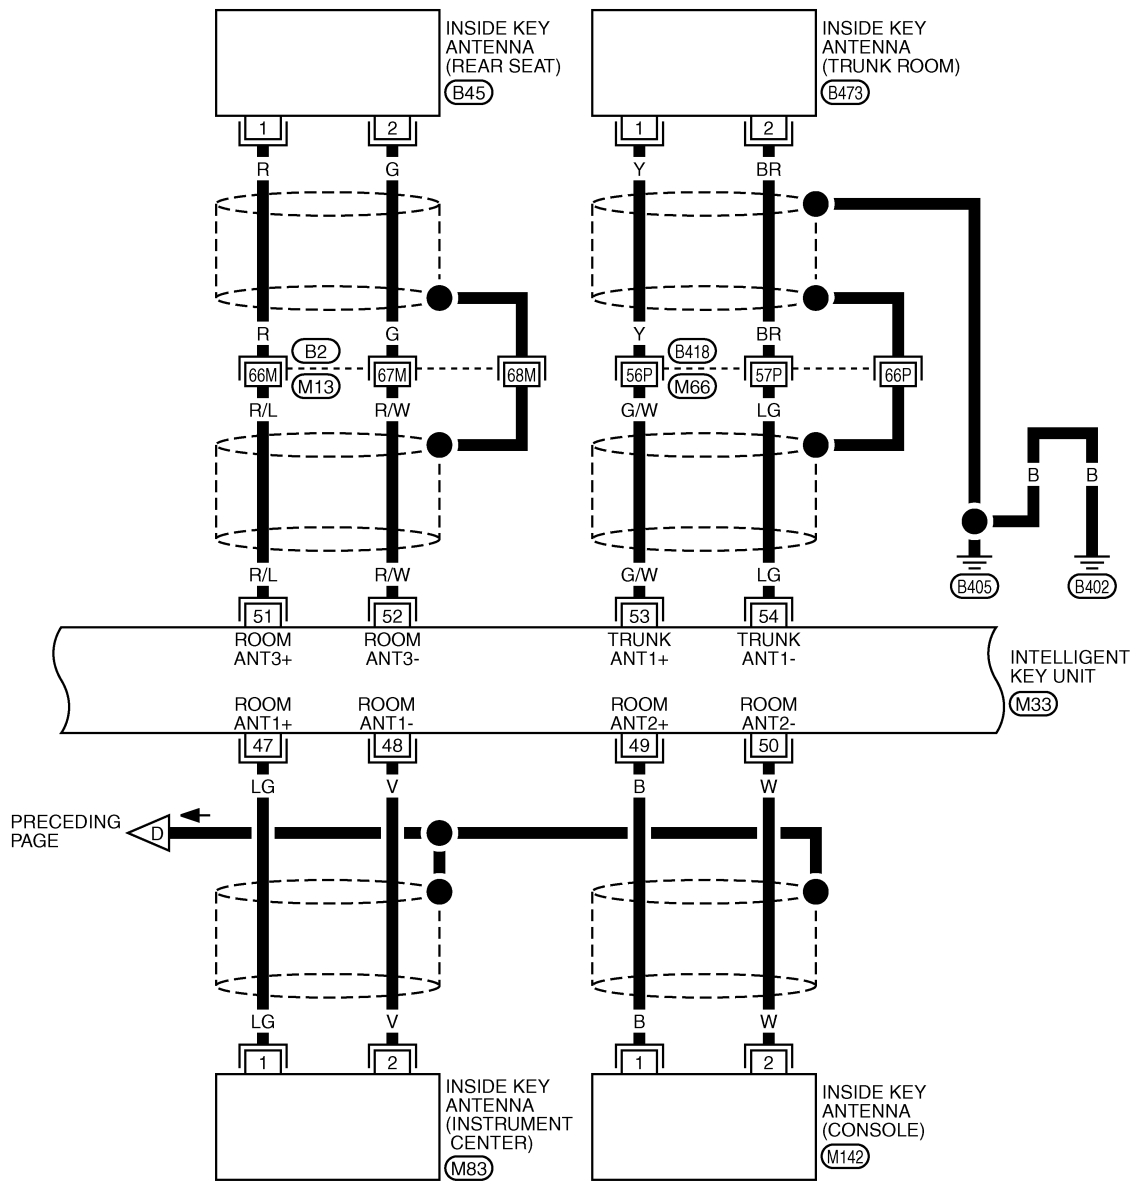 INSIDE KEY
ANTENNA
(REAR SEAT)
B45
INSIDE KEY
ANTENNA
(TRUNK ROOM)
B473
1 2 1 2
R G Y BR
R G Y BR
B2 B418
66M 67M 68M 56P 57P 66P
M13 M66
R/L R/W G/W LG
B B
R/L R/W G/W LG
B405 B402
51 52 53 54
ROOM
ANT3+
ROOM
ANT3-
TRUNK
ANT1+
TRUNK
ANT1-
INTELLIGENT
KEY UNIT
M33
ROOM
ANT1+
ROOM
ANT1-
ROOM
ANT2+
ROOM
ANT2-
47 48 49 50
LG V B W
PRECEDING
PAGE
D
LG V B W
1 2 1 2
INSIDE KEY
ANTENNA
(INSTRUMENT
CENTER)
M83
INSIDE KEY
ANTENNA
(CONSOLE)
M142